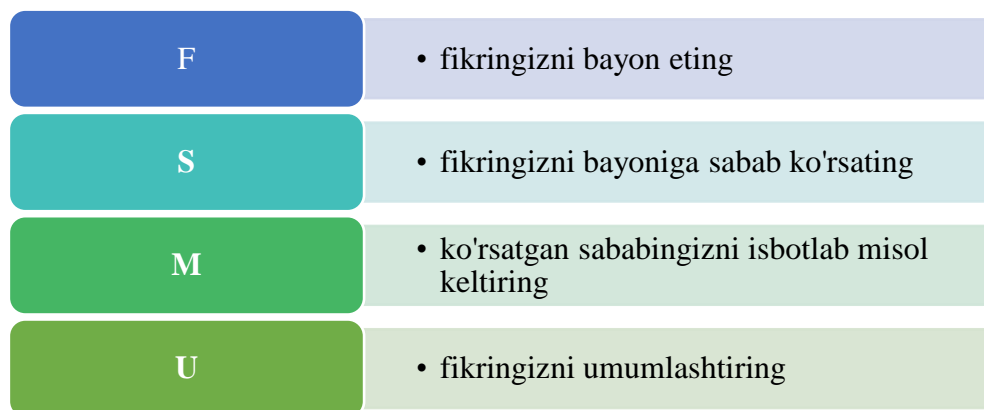 F
• fikringizni bayon eting
S
• fikringizni bayoniga sabab ko'rsating
M
• ko'rsatgan sababingizni isbotlab misol
keltiring
U
• fikringizni umumlashtiring